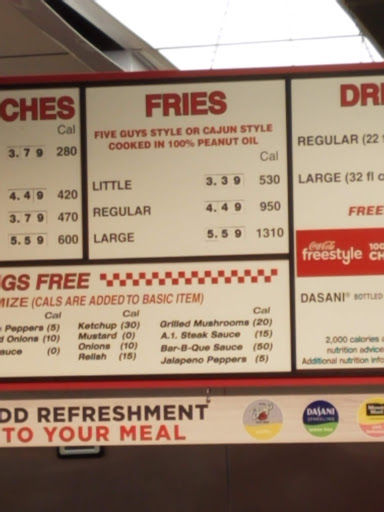 CHES
Cal
3.79 280
4.49 420
3.79 470
5.59 600
FRIES
FIVE GUYS STYLE OR CAJUN STYLE
COOKED IN 100% PEANUT OIL
Cal
LITTLE 3.39 530
REGULAR 4.49 950
LARGE 5.59 1310
DRI
REGULAR (22
LARGE (32 fl o
FREE
Coca-Cola
freestyle
100
CH
DASANI® BOTTLED
2,000 calories a
nutrition advice
Additional nutrition info
GS FREE
MIZE (CALS ARE ADDED TO BASIC ITEM)
Cal Cal Cal
Peppers (5) Ketchup (30) Grilled Mushrooms (20)
d Onions (10) Mustard (0) A.1. Steak Sauce (15)
auce (0) Onions (10) Bar-B-Que Sauce (50)
Relish (15) Jalapeno Peppers (5)
DD REFRESHMENT
TO YOUR MEAL
DASANI